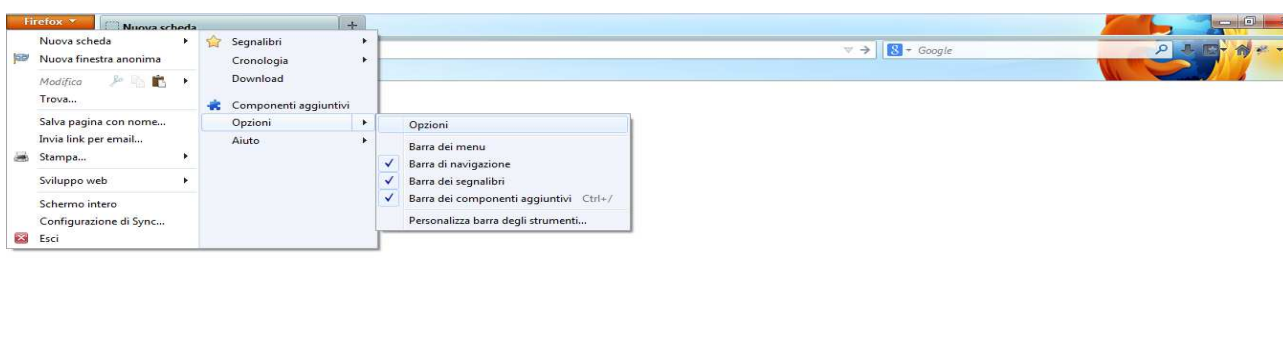 Firefox
Nuova scheda
Google
Nuova scheda
Nuova finestra anonima
Modifica
Trova...
Salva pagina con nome...
Invia link per email...
Stampa...
Sviluppo web
Schermo intero
Configurazione di Sync...
Esci
Segnalibri
Cronologia
Download
Componenti aggiuntivi
Opzioni
Aiuto
Opzioni
Barra dei menu
Barra di navigazione
Barra dei segnalibri
Barra dei componenti aggiuntivi Ctrl+/
Personalizza barra degli strumenti...